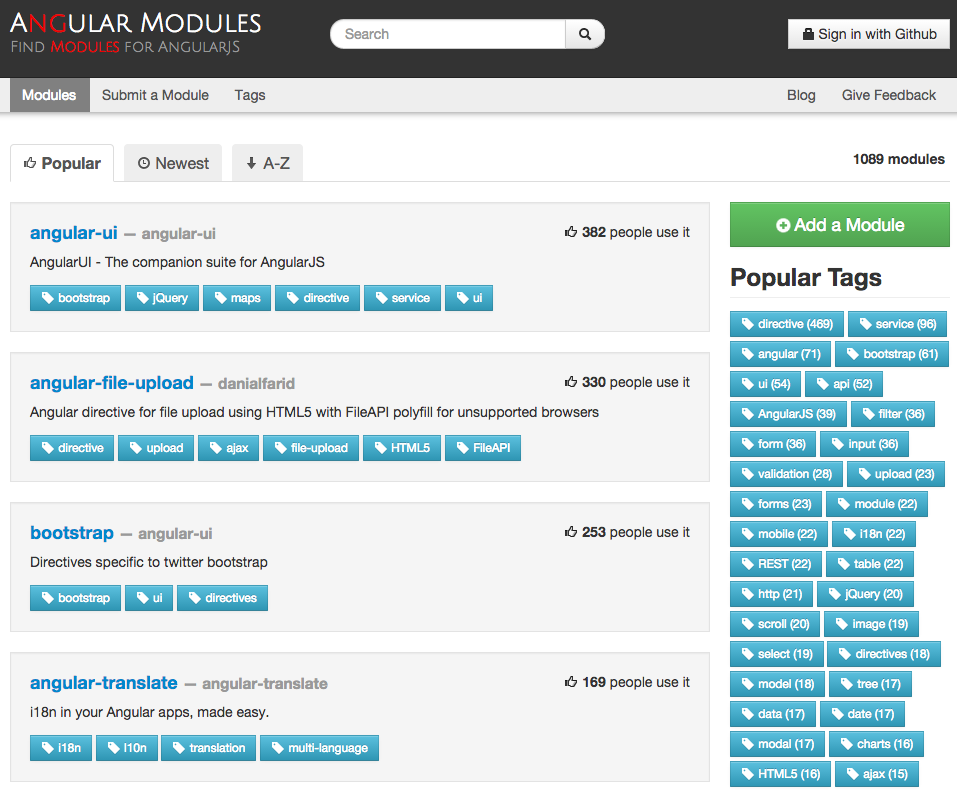 ANGULAR MODULES
FIND MODULES FOR ANGULARJS
Search
Sign in with Github
Modules Submit a Module Tags Blog Give Feedback
Popular Newest A-Z 1089 modules
angular-ui — angular-ui 382 people use it
AngularUI - The companion suite for AngularJS
bootstrap jQuery maps directive service ui
angular-file-upload — danialfarid 330 people use it
Angular directive for file upload using HTML5 with FileAPI polyfill for unsupported browsers
directive upload ajax file-upload HTML5 FileAPI
bootstrap — angular-ui 253 people use it
Directives specific to twitter bootstrap
bootstrap ui directives
angular-translate — angular-translate 169 people use it
i18n in your Angular apps, made easy.
i18n l10n translation multi-language
Add a Module
Popular Tags
directive (469) service (96)
angular (71) bootstrap (61)
ui (54) api (52)
AngularJS (39) filter (36)
form (36) input (36)
validation (28) upload (23)
forms (23) module (22)
mobile (22) i18n (22)
REST (22) table (22)
http (21) jQuery (20)
scroll (20) image (19)
select (19) directives (18)
model (18) tree (17)
data (17) date (17)
modal (17) charts (16)
HTML5 (16) ajax (15)